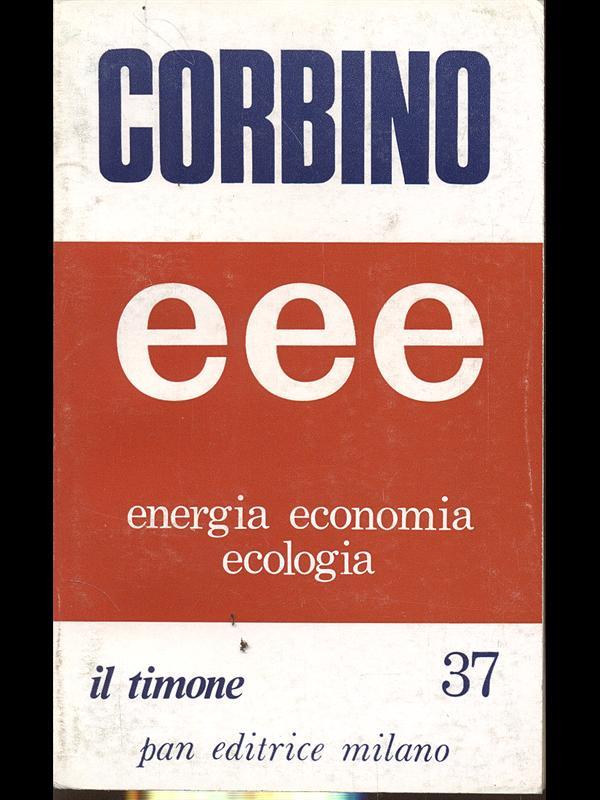 CORBINO
eee
energia economia
ecologia
il timone 37
pan editrice milano